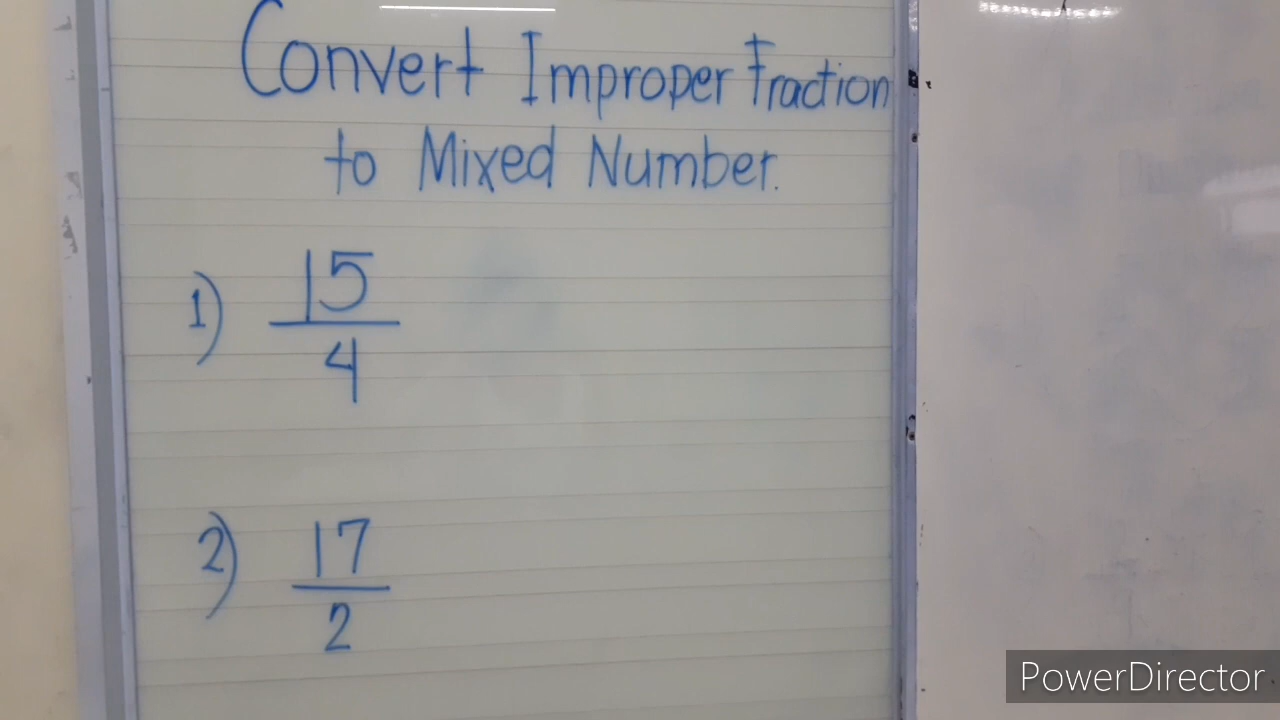 Convert Improper Fraction
to Mixed Number.
1) 15/4
2) 17/2
PowerDirector